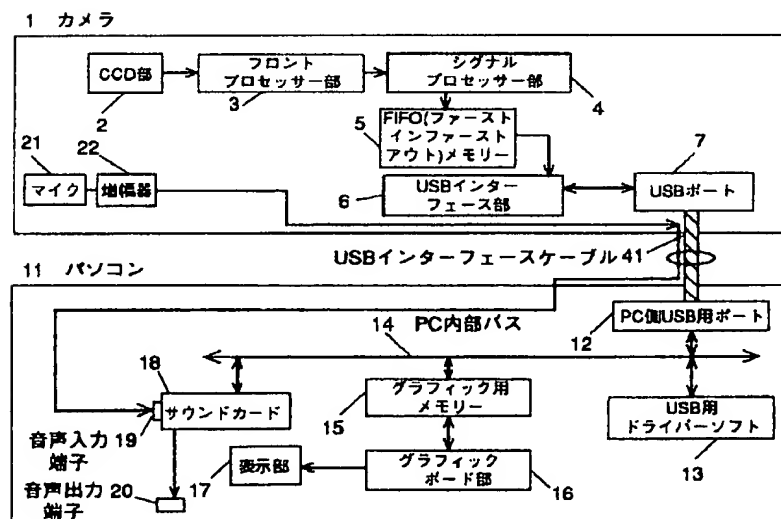 1 カメラ
CCD部
2
フロント
プロセッサー部
3
シグナル
プロセッサー部
4
5
FIFO(ファースト
インファースト
アウト)メモリー
21
22
マイク
増幅器
6
USBインター
フェース部
7
USBポート
USBインターフェースケーブル 41
11 パソコン
PC内部バス
14
PC側USB用ポート
12
18
サウンドカード
音声入力 19
端子
音声出力 20
端子
15
グラフィック用
メモリー
17
表示部
グラフィック
ボード部
16
USB用
ドライバーソフト
13